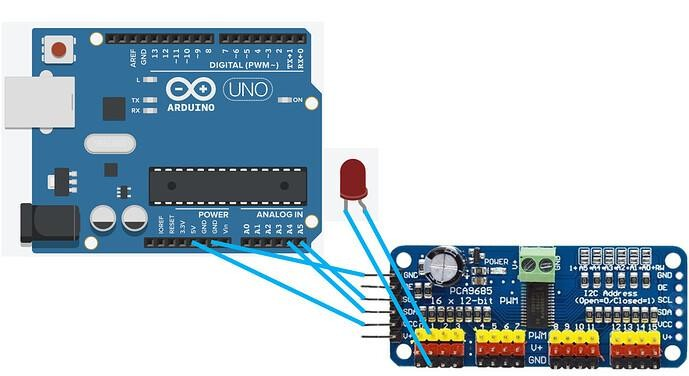 AREF
GND
13
12
~11
~10
~9
8
7
~6
~5
4
~3
2
TX→1
RX←0
DIGITAL (PWM~)
L
TX
RX
ARDUINO
UNO
ON
POWER
ANALOG IN
IOREF
RESET
3.3V
5V
GND
GND
Vin
A0
A1
A2
A3
A4
A5
POWER
V+
GND
PCA9685
16 x 12-bit PWM
I2C Address
(Open=0/Closed=1)
GND
OE
SCL
SDA
VCC
V+
GND
OE
SCL
SDA
VCC
V+
1 2 3
4 5 6 7
8 9 10 11
12 13 14 15
PWM
V+
GND